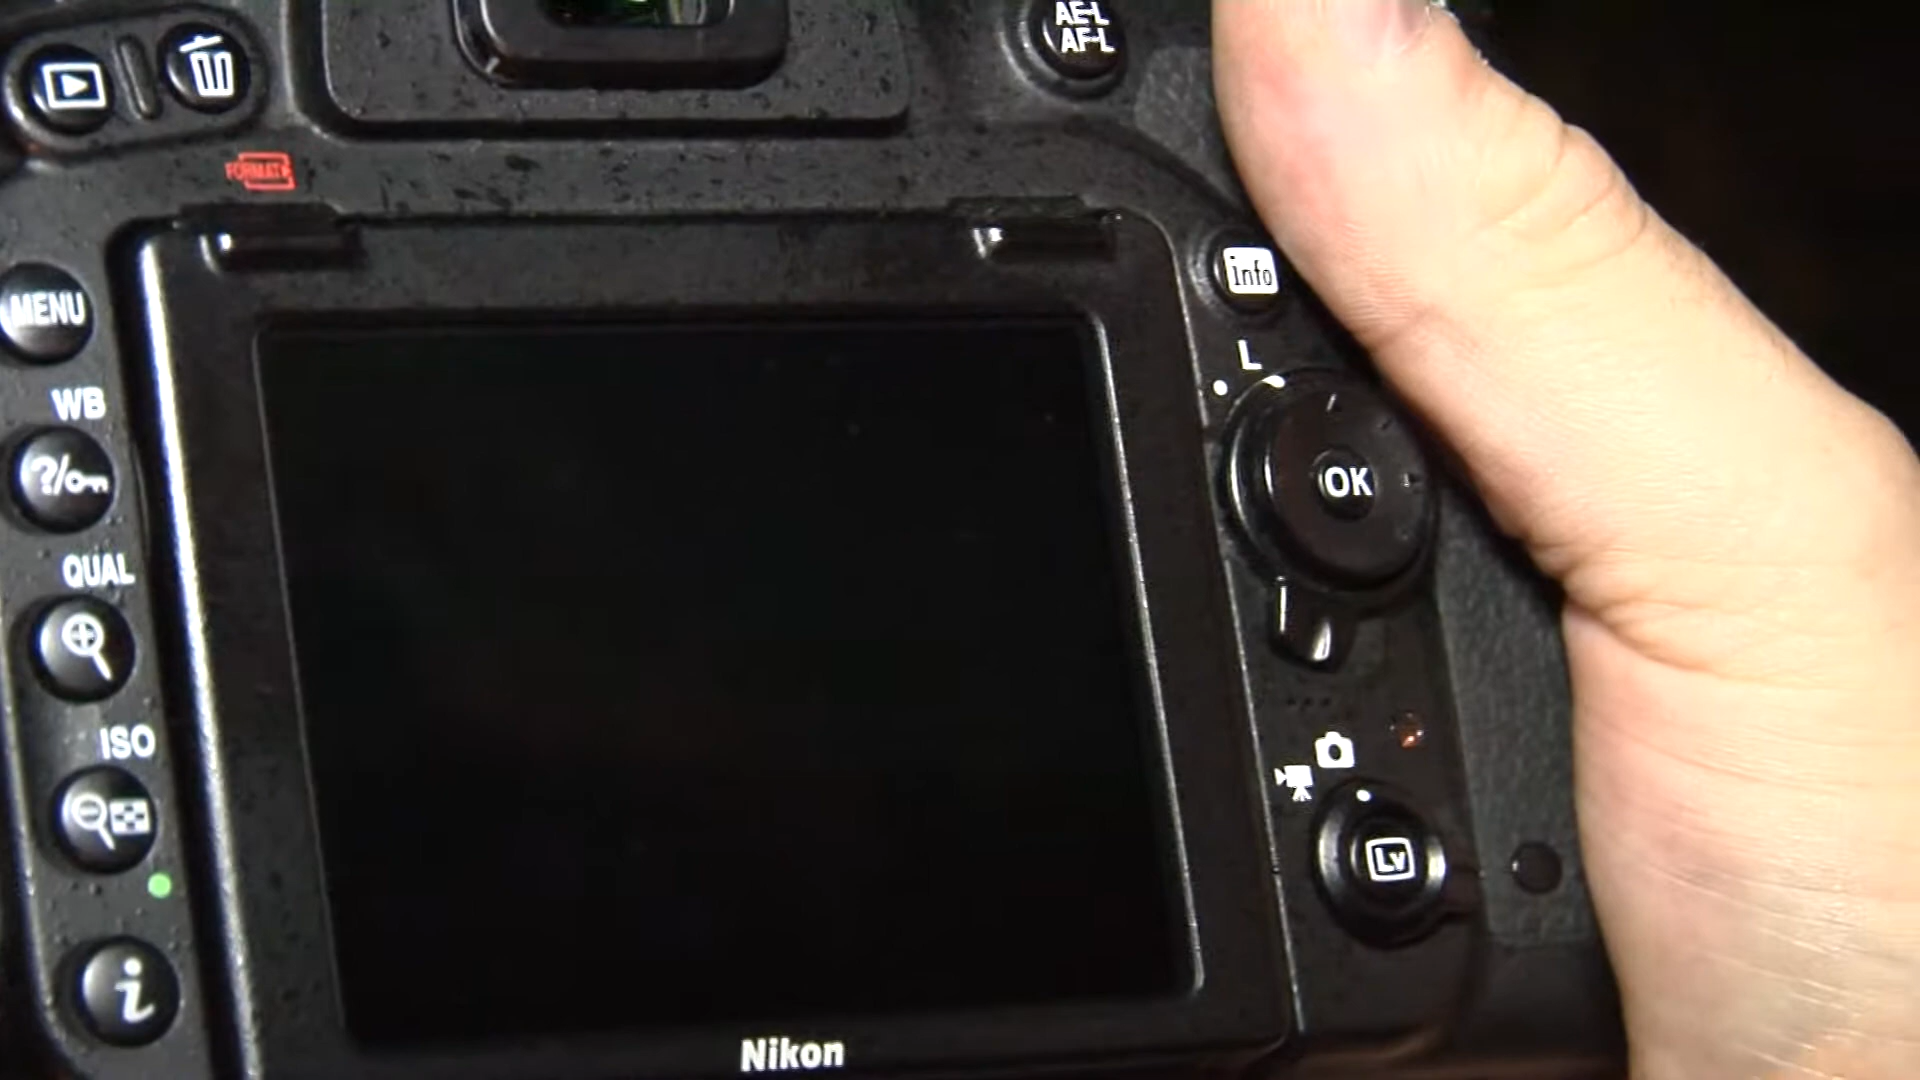 AE-L
AF-L
FORMAT
info
MENU
L
WB
?/
OK
QUAL
ISO
Lv
i
Nikon